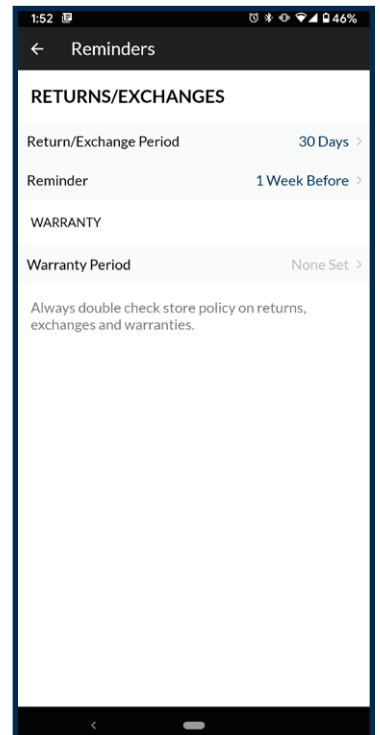 1:52 46%
Reminders
RETURNS/EXCHANGES
Return/Exchange Period 30 Days
Reminder 1 Week Before
WARRANTY
Warranty Period None Set
Always double check store policy on returns,
exchanges and warranties.